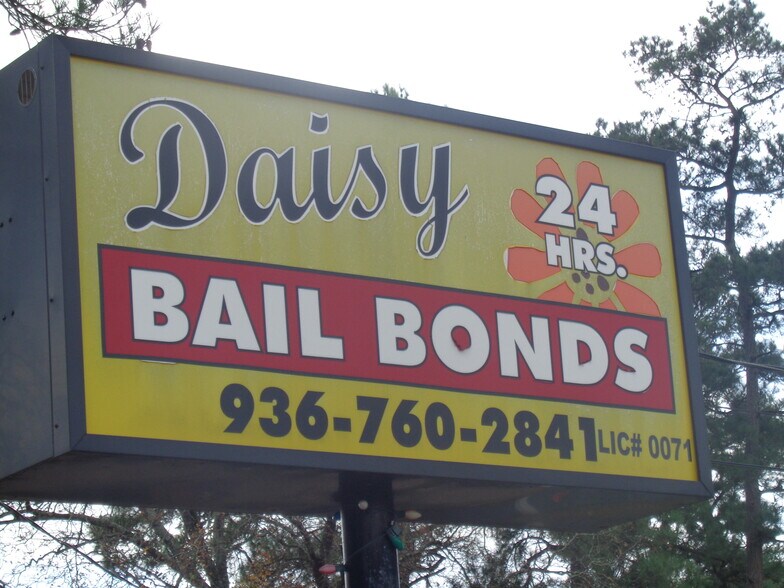 Daisy
24
HRS.
BAIL BONDS
936-760-2841 LIC# 0071